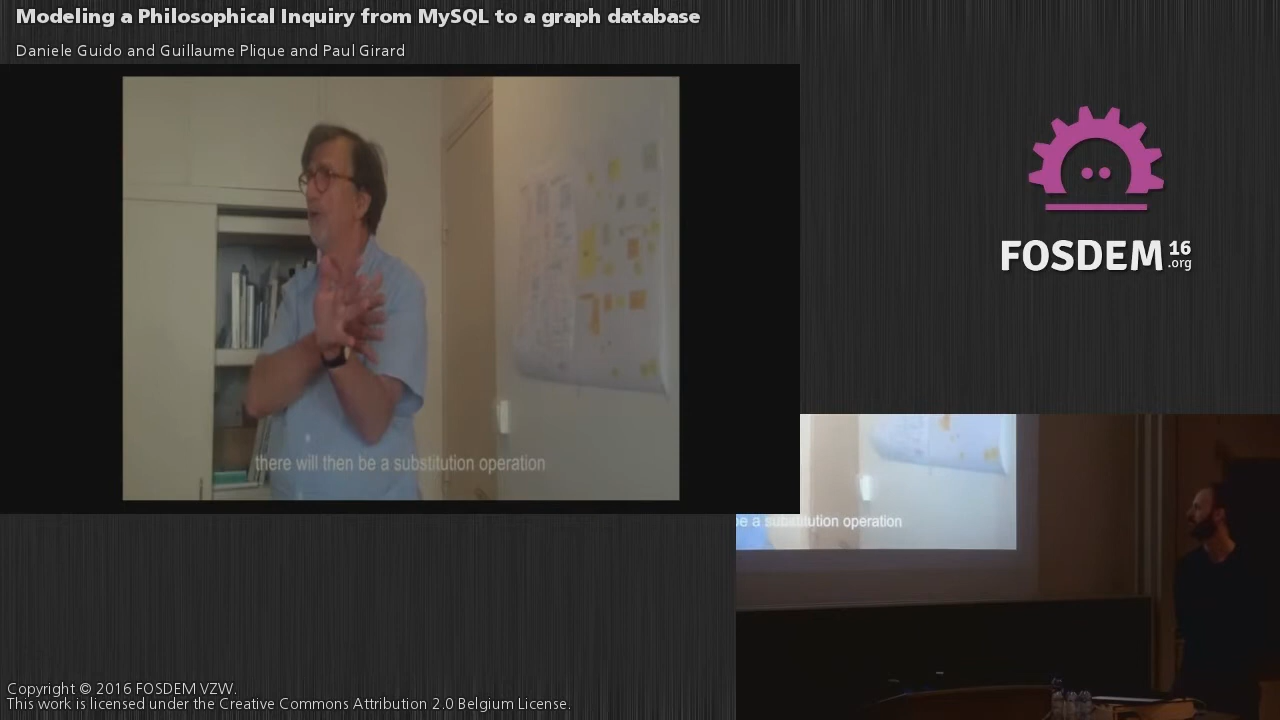 Modeling a Philosophical Inquiry from MySQL to a graph database
Daniele Guido and Guillaume Plique and Paul Girard
FOSDEM 16
.org
there will then be a substitution operation
be a substitution operation
Copyright © 2016 FOSDEM VZW.
This work is licensed under the Creative Commons Attribution 2.0 Belgium License.